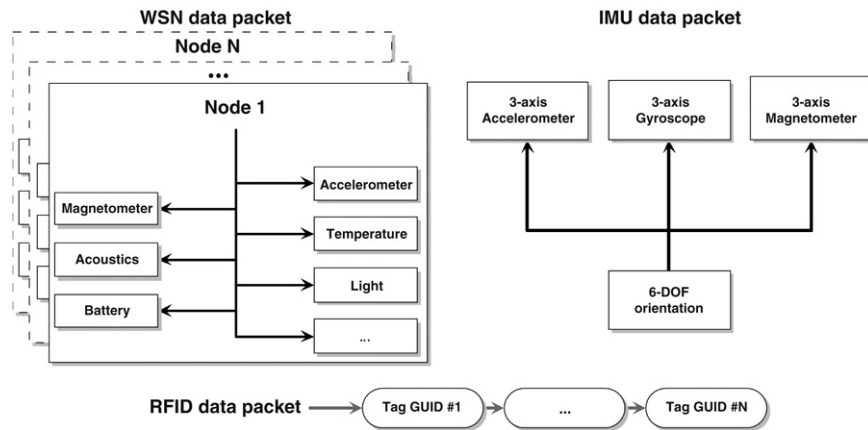 WSN data packet
Node N
...
Node 1
Accelerometer
Magnetometer
Temperature
Acoustics
Light
Battery
...
IMU data packet
3-axis
Accelerometer
3-axis
Gyroscope
3-axis
Magnetometer
6-DOF
orientation
RFID data packet
Tag GUID #1
...
Tag GUID #N